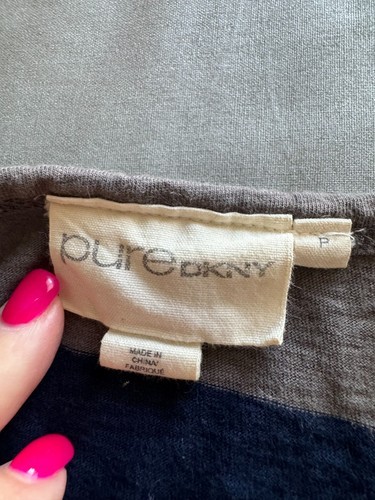 pure DKNY
P
MADE IN
CHINA/
FABRIQUÉ